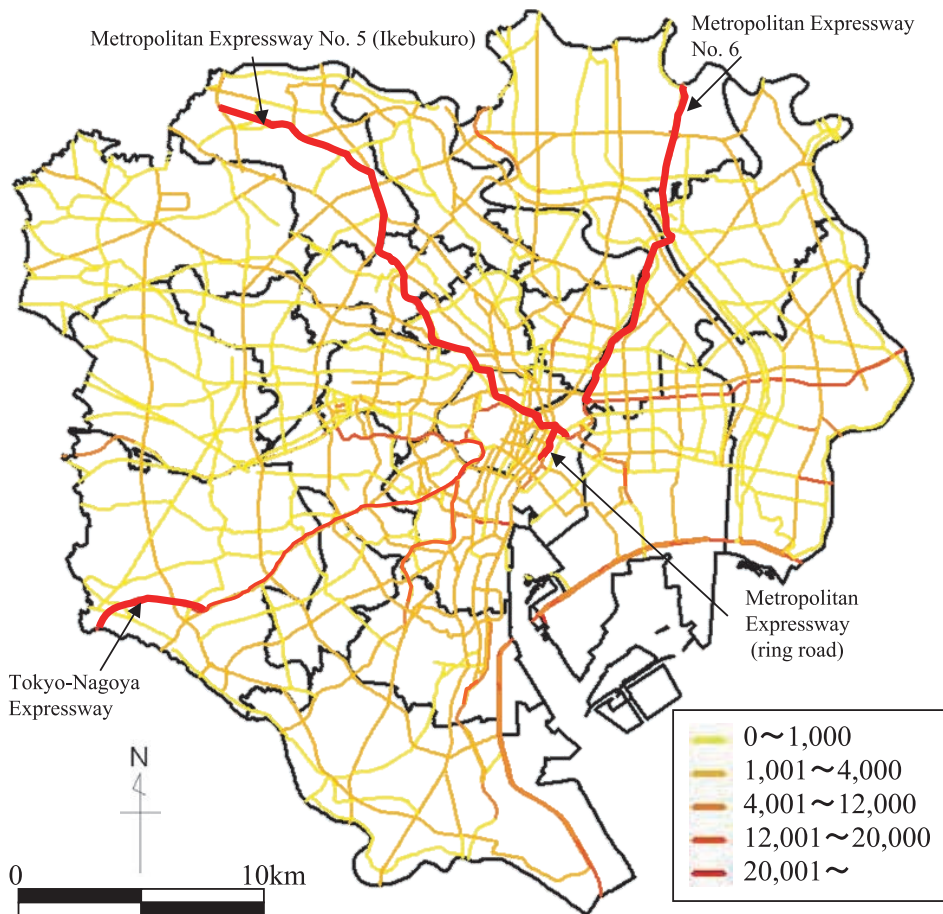 Metropolitan Expressway No. 5 (Ikebukuro)
Metropolitan Expressway
No. 6
Metropolitan
Expressway
(ring road)
Tokyo-Nagoya
Expressway
N
0 10km
0～1,000
1,001～4,000
4,001～12,000
12,001～20,000
20,001～